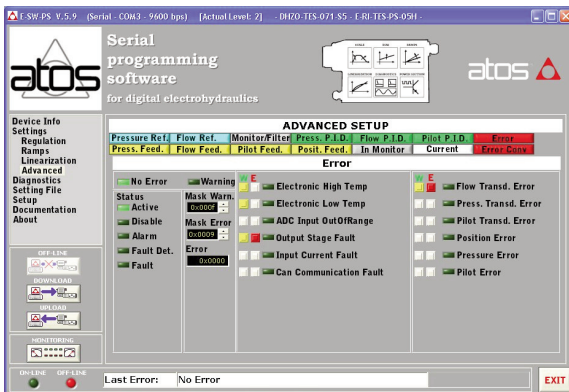 E-SW-PS V.5.9 (Serial - COM3 - 9600 bps) [Actual Level: 2] - DHZO-TES-071-S5 - E-RI-TES-PS-05H -
atos
Serial
programming
software
for digital electrohydraulics
atos
Device Info
Settings
Regulation
Ramps
Linearization
Advanced
Diagnostics
Setting File
Setup
Documentation
About
OFF-LINE
DOWNLOAD
UPLOAD
MONITORING
ADVANCED SETUP
Pressure Ref. Flow Ref. Monitor/Filter Press. P.I.D. Flow P.I.D. Pilot P.I.D. Error
Press. Feed. Flow Feed. Pilot Feed. Posit. Feed. In Monitor Current Error Conv
Error
No Error Warning
Status
Active
Disable
Alarm
Fault Det.
Fault
Mask Warn.
0x000f
Mask Error
0x0009
Error
0x0000
W E
Electronic High Temp
Electronic Low Temp
ADC Input OutOfRange
Output Stage Fault
Input Current Fault
Can Communication Fault
W E
Flow Transd. Error
Press. Transd. Error
Pilot Transd. Error
Position Error
Pressure Error
Pilot Error
ON-LINE OFF-LINE
Last Error: No Error
EXIT